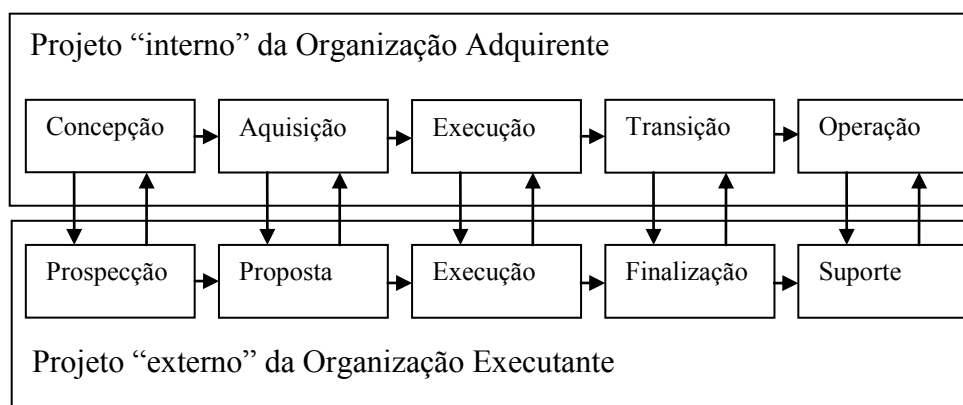 Projeto “interno” da Organização Adquirente
Concepção
Aquisição
Execução
Transição
Operação
Prospecção
Proposta
Execução
Finalização
Suporte
Projeto “externo” da Organização Executante